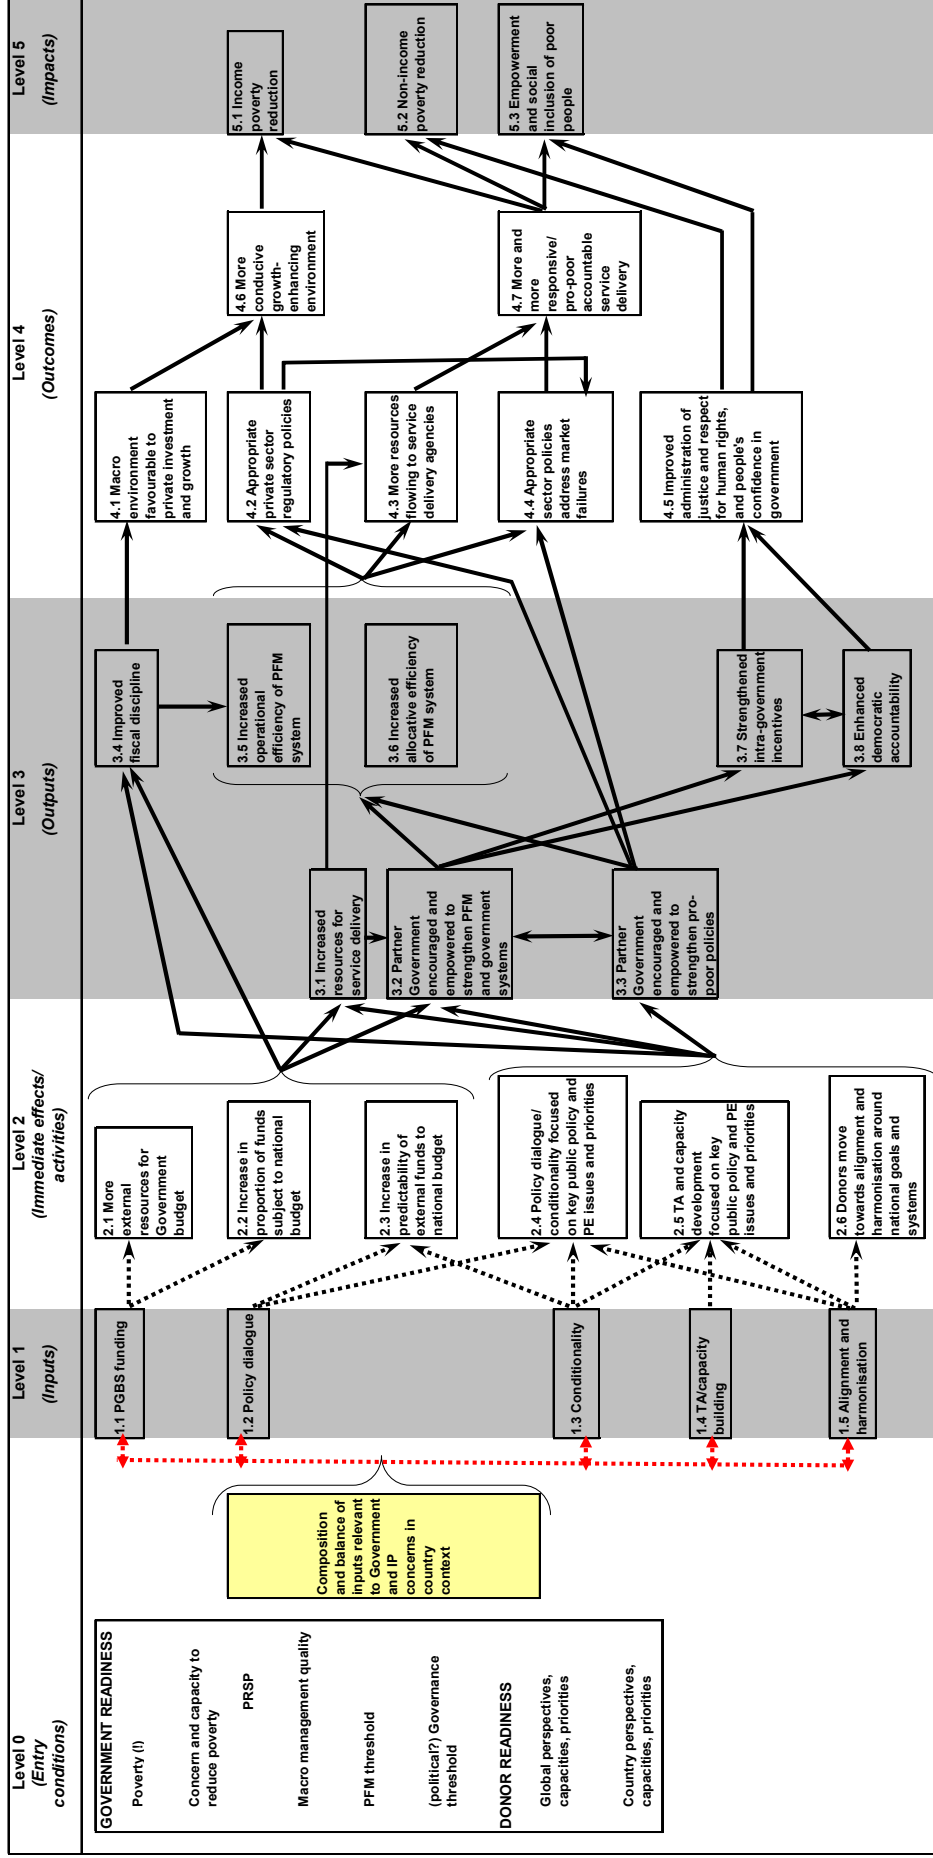 Level 0
(Entry
conditions)
Level 1
(Inputs)
Level 2
(Immediate effects/
activities)
Level 3
(Outputs)
Level 4
(Outcomes)
Level 5
(Impacts)
GOVERNMENT READINESS
Poverty (!)
Concern and capacity to
reduce poverty
PRSP
Macro management quality
PFM threshold
(political?) Governance
threshold
DONOR READINESS
Global perspectives,
capacities, priorities
Country perspectives,
capacities, priorities
Composition
and balance of
inputs relevant
to Government
and IP
concerns in
country
context
1.1 PGBS funding
1.2 Policy dialogue
1.3 Conditionality
1.4 TA/capacity
building
1.5 Alignment and
harmonisation
2.1 More
external
resources for
Government
budget
2.2 Increase in
proportion of funds
subject to national
budget
2.3 Increase in
predictability of
external funds to
national budget
2.4 Policy dialogue/
conditionality focused
on key public policy and
PE issues and priorities
2.5 TA and capacity
development
focused on key
public policy and PE
issues and priorities
2.6 Donors move
towards alignment and
harmonisation around
national goals and
systems
3.1 Increased
resources for
service delivery
3.2 Partner
Government
encouraged and
empowered to
strengthen PFM
and government
systems
3.3 Partner
Government
encouraged and
empowered to
strengthen pro-
poor policies
3.4 Improved
fiscal discipline
3.5 Increased
operational
efficiency of PFM
system
3.6 Increased
allocative efficiency
of PFM system
3.7 Strengthened
intra-government
incentives
3.8 Enhanced
democratic
accountability
4.1 Macro
environment
favourable to
private investment
and growth
4.2 Appropriate
private sector
regulatory policies
4.3 More resources
flowing to service
delivery agencies
4.4 Appropriate
sector policies
address market
failures
4.5 Improved
administration of
justice and respect
for human rights,
and people's
confidence in
government
4.6 More
conducive
growth-
enhancing
environment
4.7 More and
more
responsive/
pro-poor
accountable
service
delivery
5.1 Income
poverty
reduction
5.2 Non-income
poverty reduction
5.3 Empowerment
and social
inclusion of poor
people